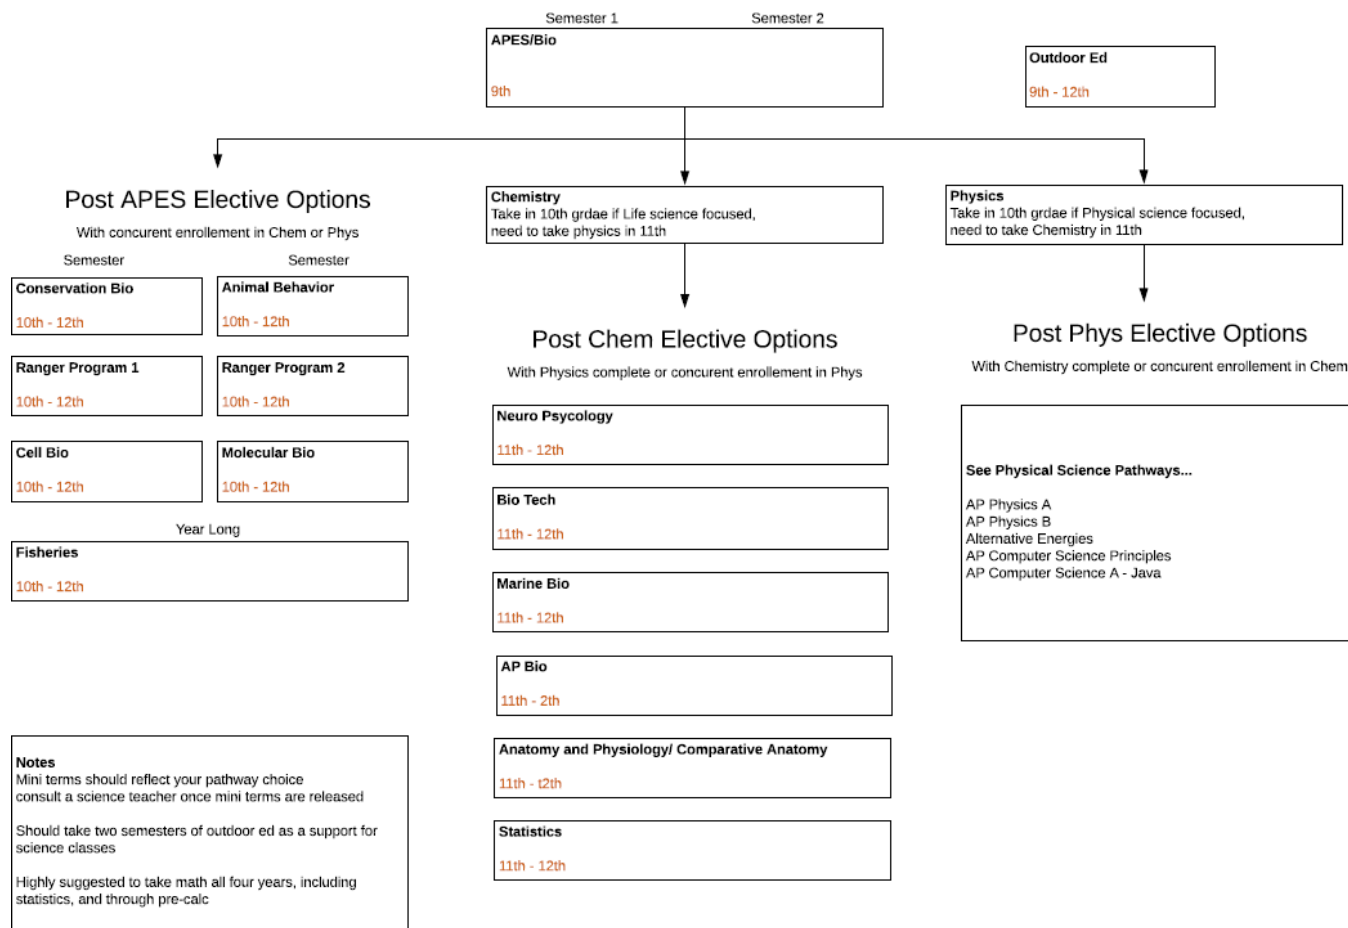 Semester 1
Semester 2
APES/Bio
9th
Outdoor Ed
9th - 12th
Post APES Elective Options
With concurent enrollement in Chem or Phys
Semester
Semester
Conservation Bio
10th - 12th
Animal Behavior
10th - 12th
Ranger Program 1
10th - 12th
Ranger Program 2
10th - 12th
Cell Bio
10th - 12th
Molecular Bio
10th - 12th
Year Long
Fisheries
10th - 12th
Notes
Mini terms should reflect your pathway choice
consult a science teacher once mini terms are released
Should take two semesters of outdoor ed as a support for
science classes
Highly suggested to take math all four years, including
statistics, and through pre-calc
Chemistry
Take in 10th grdae if Life science focused,
need to take physics in 11th
Post Chem Elective Options
With Physics complete or concurent enrollement in Phys
Neuro Psycology
11th - 12th
Bio Tech
11th - 12th
Marine Bio
11th - 12th
AP Bio
11th - 2th
Anatomy and Physiology/ Comparative Anatomy
11th - t2th
Statistics
11th - 12th
Physics
Take in 10th grdae if Physical science focused,
need to take Chemistry in 11th
Post Phys Elective Options
With Chemistry complete or concurent enrollement in Chem
See Physical Science Pathways...
AP Physics A
AP Physics B
Alternative Energies
AP Computer Science Principles
AP Computer Science A - Java